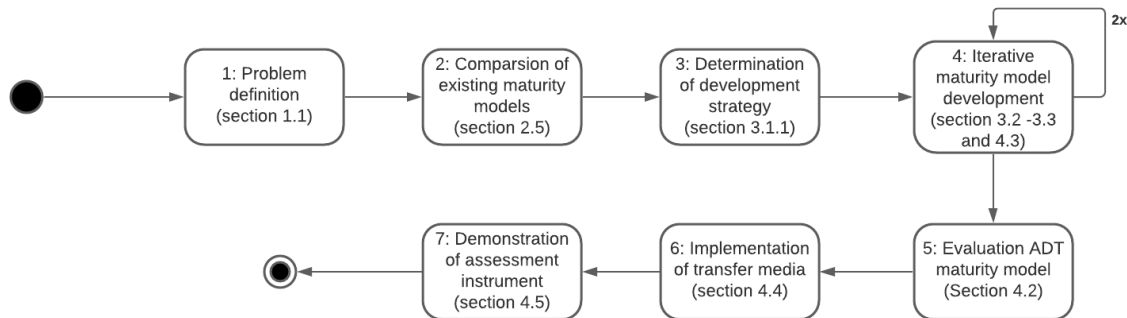 1: Problem
definition
(section 1.1)
2: Comparsion of
existing maturity
models
(section 2.5)
3: Determination
of development
strategy
(section 3.1.1)
4: Iterative
maturity model
development
(section 3.2 -3.3
and 4.3)
2x
5: Evaluation ADT
maturity model
(Section 4.2)
6: Implementation
of transfer media
(section 4.4)
7: Demonstration
of assessment
instrument
(section 4.5)